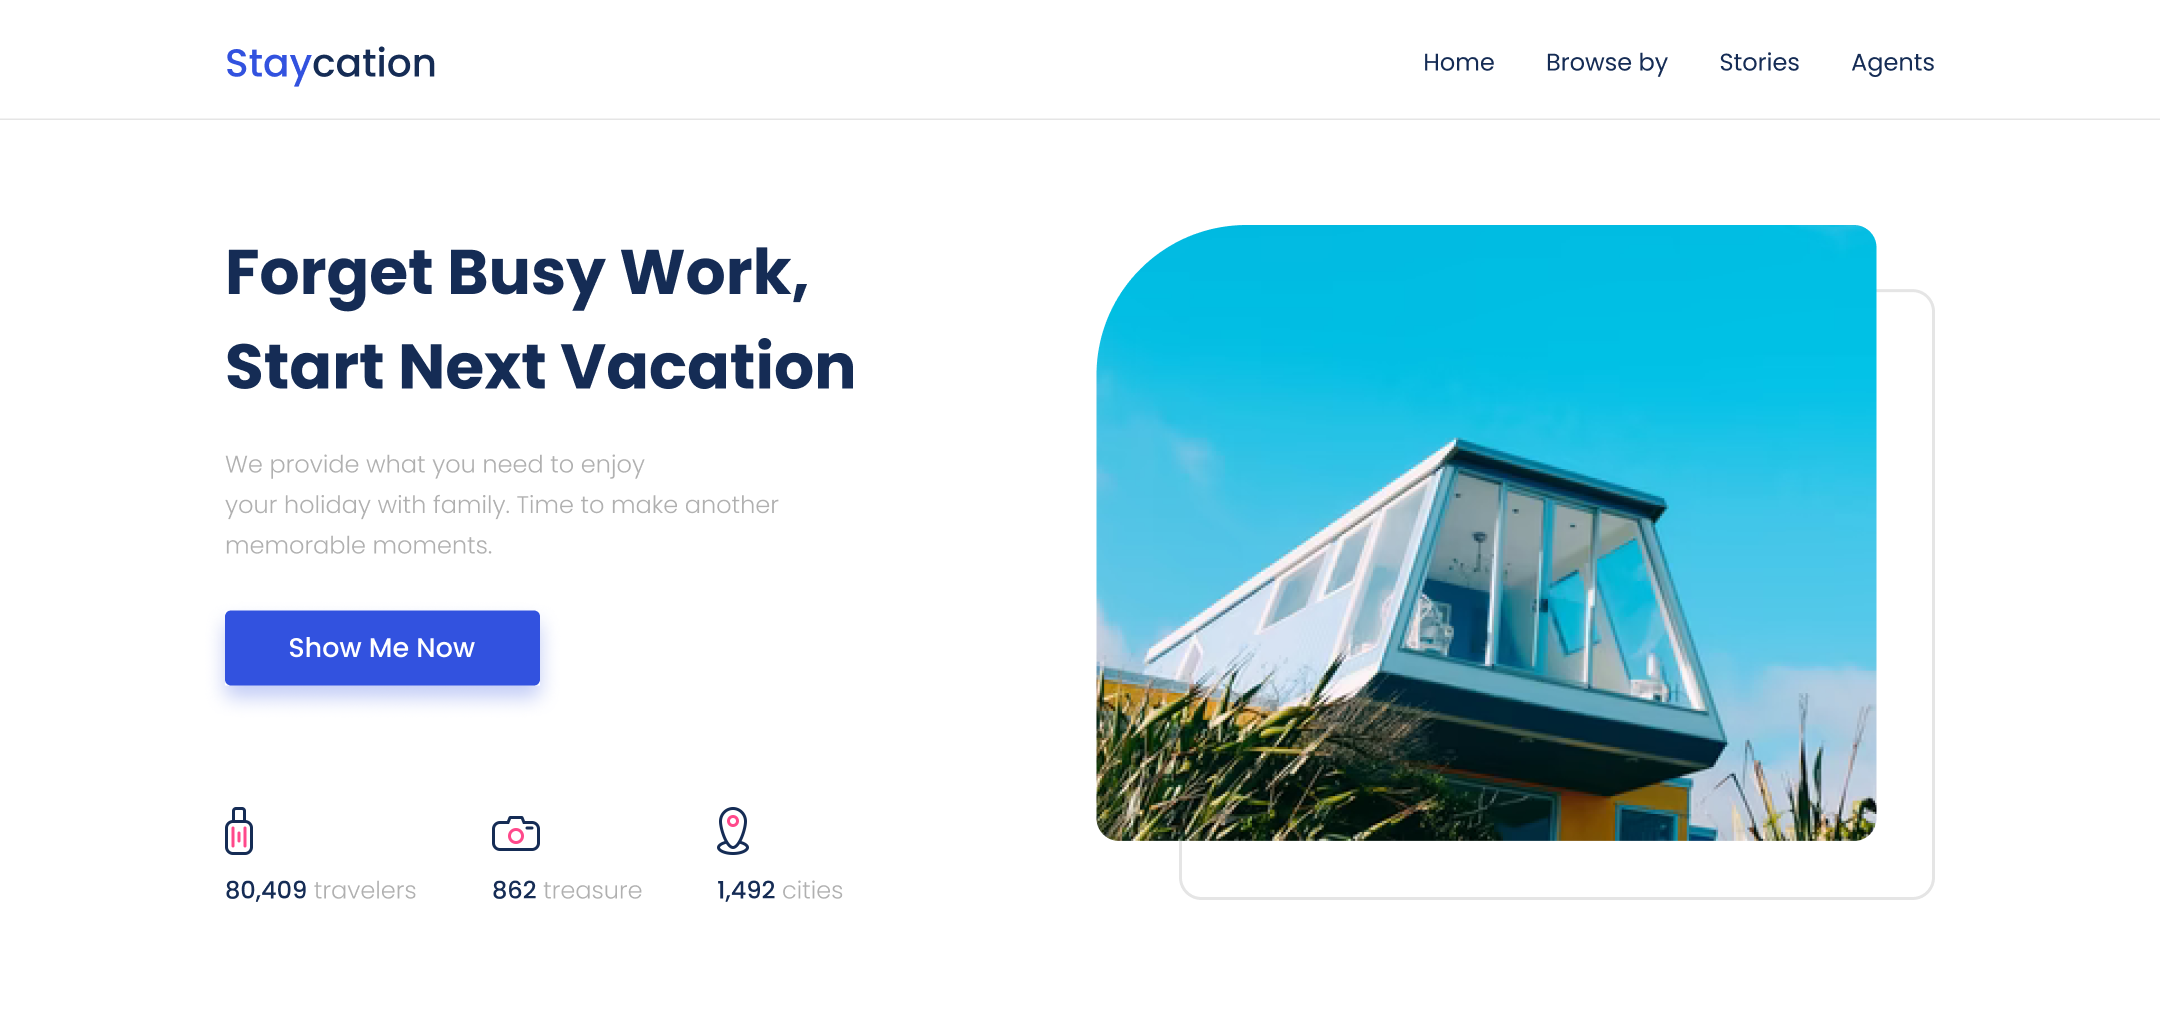 Staycation
Home
Browse by
Stories
Agents
Forget Busy Work,
Start Next Vacation
We provide what you need to enjoy
your holiday with family. Time to make another
memorable moments.
Show Me Now
80,409 travelers
862 treasure
1,492 cities